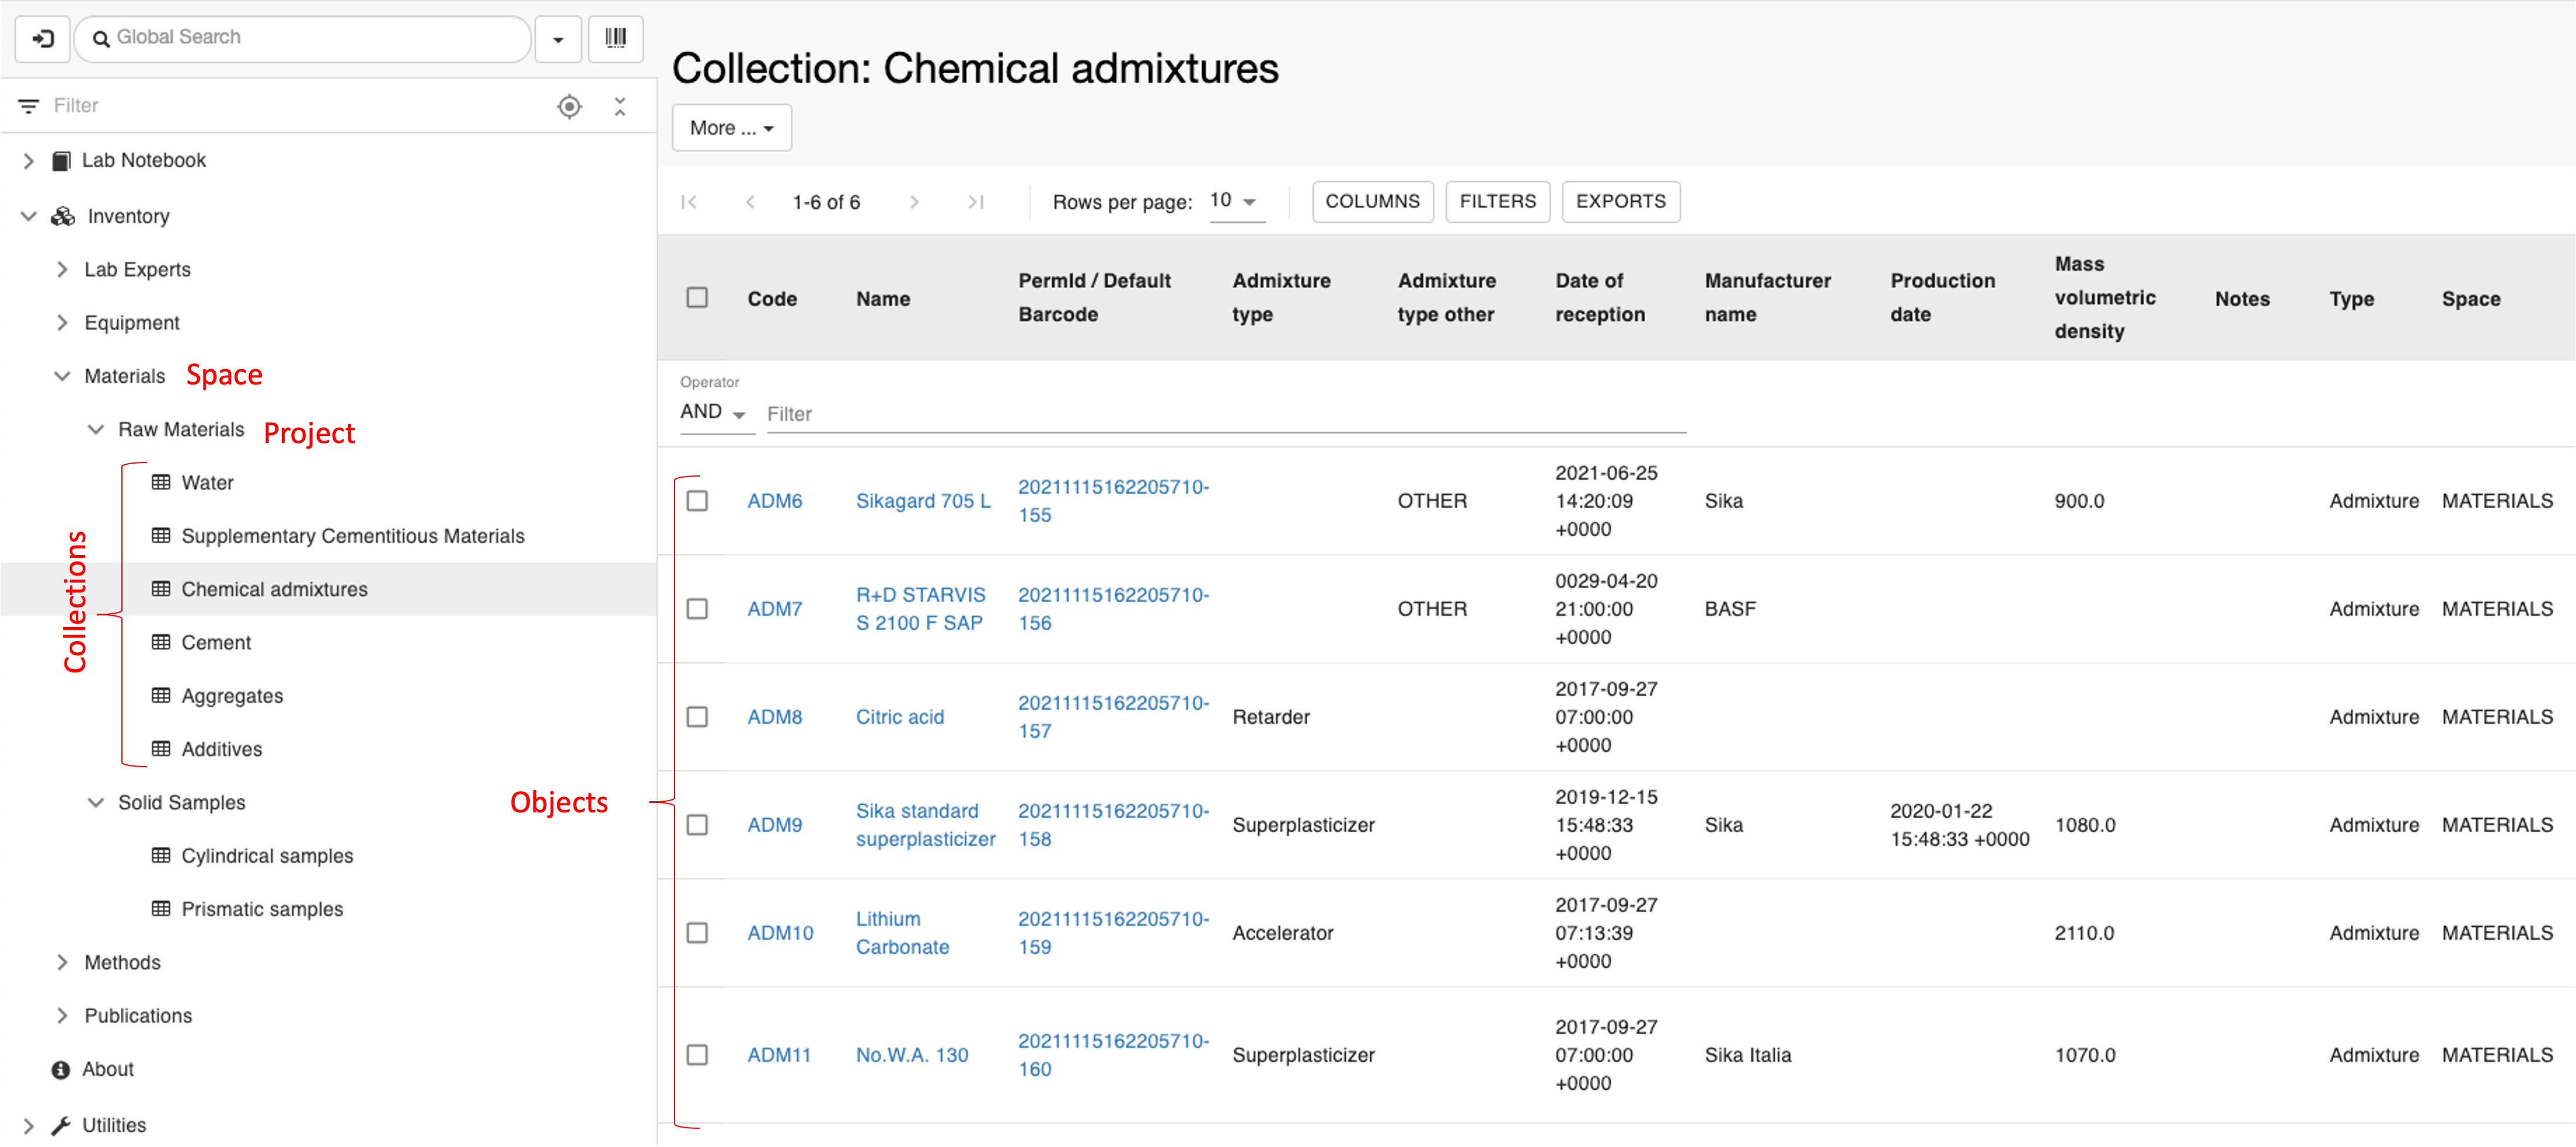 Global Search
Filter
Lab Notebook
Inventory
Lab Experts
Equipment
Materials Space
Raw Materials Project
Water
Supplementary Cementitious Materials
Chemical admixtures
Cement
Aggregates
Additives
Collections
Solid Samples
Cylindrical samples
Prismatic samples
Methods
Publications
About
Utilities
Objects
Collection: Chemical admixtures
More ...
1-6 of 6 Rows per page: 10 COLUMNS FILTERS EXPORTS
Code
Name
PermId / Default
Barcode
Admixture
type
Admixture
type other
Date of
reception
Manufacturer
name
Production
date
Mass
volumetric
density
Notes
Type
Space
Operator
AND
Filter
ADM6
Sikagard 705 L
20211115162205710-
155
OTHER
2021-06-25
14:20:09
+0000
Sika
900.0
Admixture
MATERIALS
ADM7
R+D STARVIS
S 2100 F SAP
20211115162205710-
156
OTHER
0029-04-20
21:00:00
+0000
BASF
Admixture
MATERIALS
ADM8
Citric acid
20211115162205710-
157
Retarder
2017-09-27
07:00:00
+0000
Admixture
MATERIALS
ADM9
Sika standard
superplasticizer
20211115162205710-
158
Superplasticizer
2019-12-15
15:48:33
+0000
Sika
2020-01-22
15:48:33 +0000
1080.0
Admixture
MATERIALS
ADM10
Lithium
Carbonate
20211115162205710-
159
Accelerator
2017-09-27
07:13:39
+0000
2110.0
Admixture
MATERIALS
ADM11
No.W.A. 130
20211115162205710-
160
Superplasticizer
2017-09-27
07:00:00
+0000
Sika Italia
1070.0
Admixture
MATERIALS